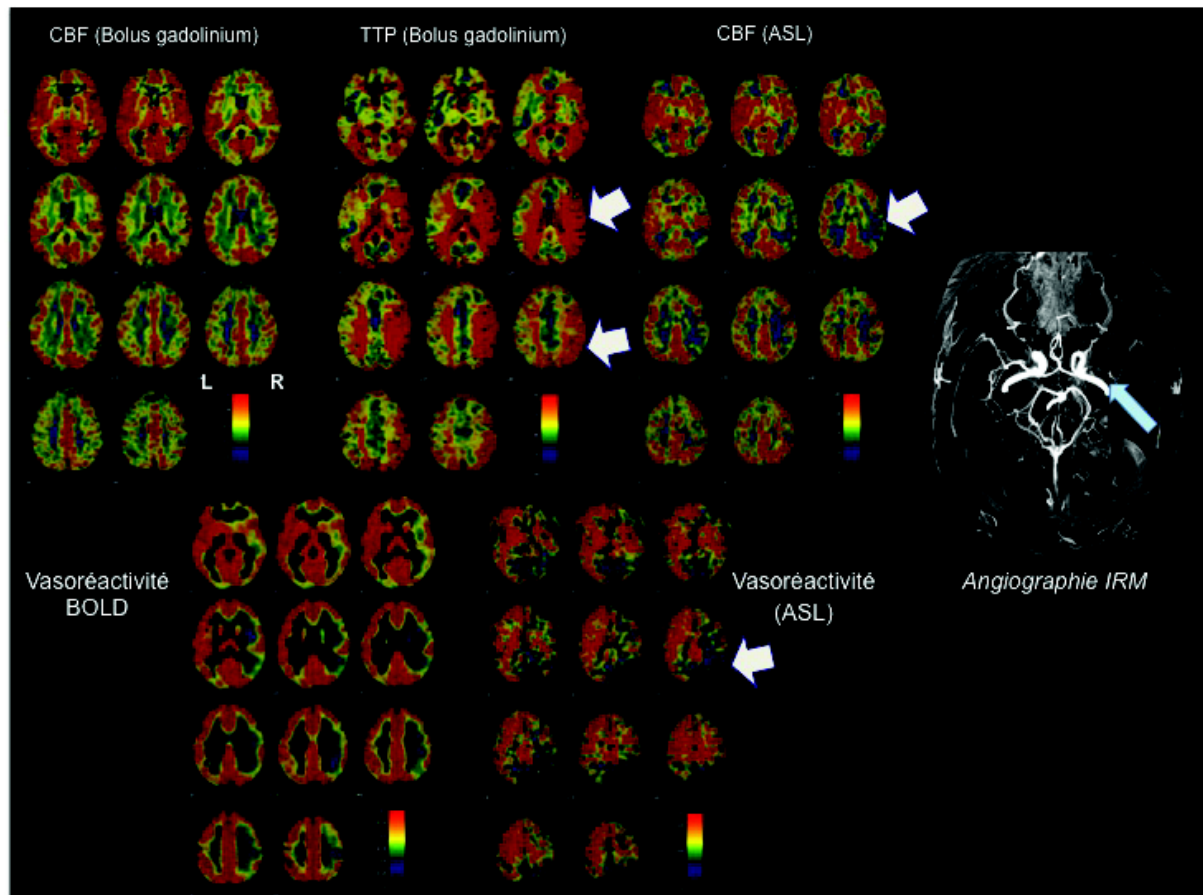 CBF (Bolus gadolinium)
TTP (Bolus gadolinium)
CBF (ASL)
L R
Vasoréactivité
BOLD
Vasoréactivité
(ASL)
Angiographie IRM